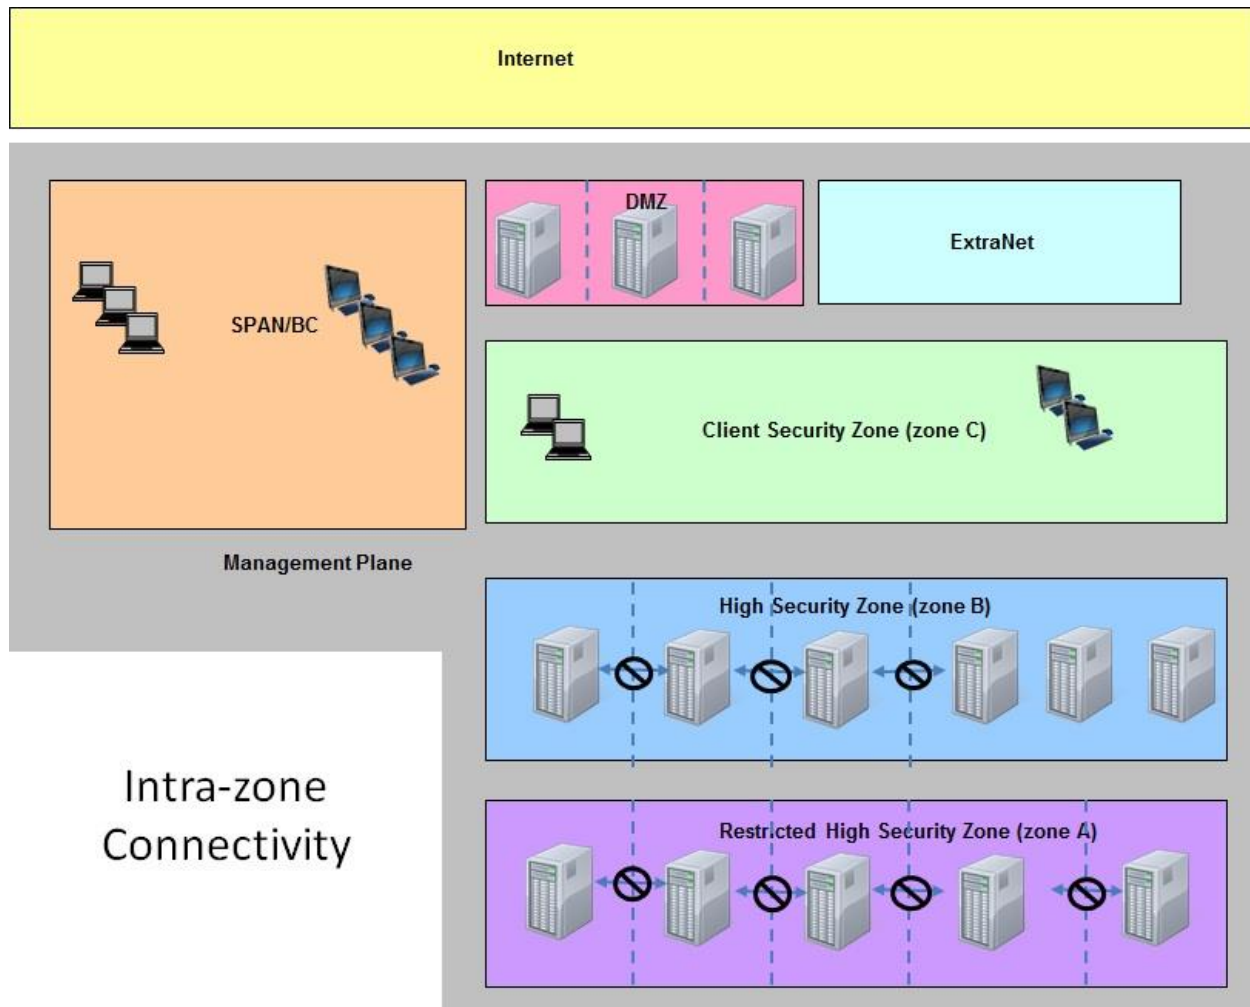 Internet
DMZ
ExtraNet
SPAN/BC
Client Security Zone (zone C)
Management Plane
High Security Zone (zone B)
Intra-zone
Connectivity
Restricted High Security Zone (zone A)